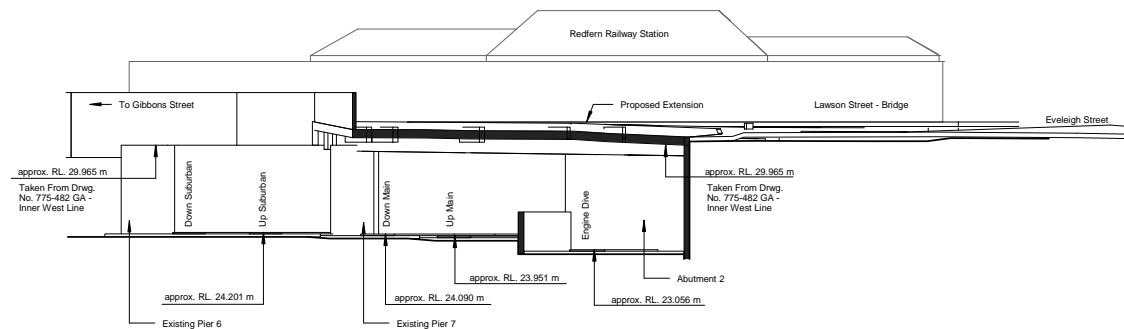 Redfern Railway Station
To Gibbons Street
Proposed Extension
Lawson Street - Bridge
Eveleigh Street
approx. RL. 29.965 m
Taken From Drwg.
No. 775-482 GA -
Inner West Line
Down Suburban
Up Suburban
Down Main
Up Main
Engine Dive
approx. RL. 29.965 m
Taken From Drwg.
No. 775-482 GA -
Inner West Line
approx. RL. 24.201 m
approx. RL. 24.090 m
approx. RL. 23.951 m
approx. RL. 23.056 m
Abutment 2
Existing Pier 6
Existing Pier 7